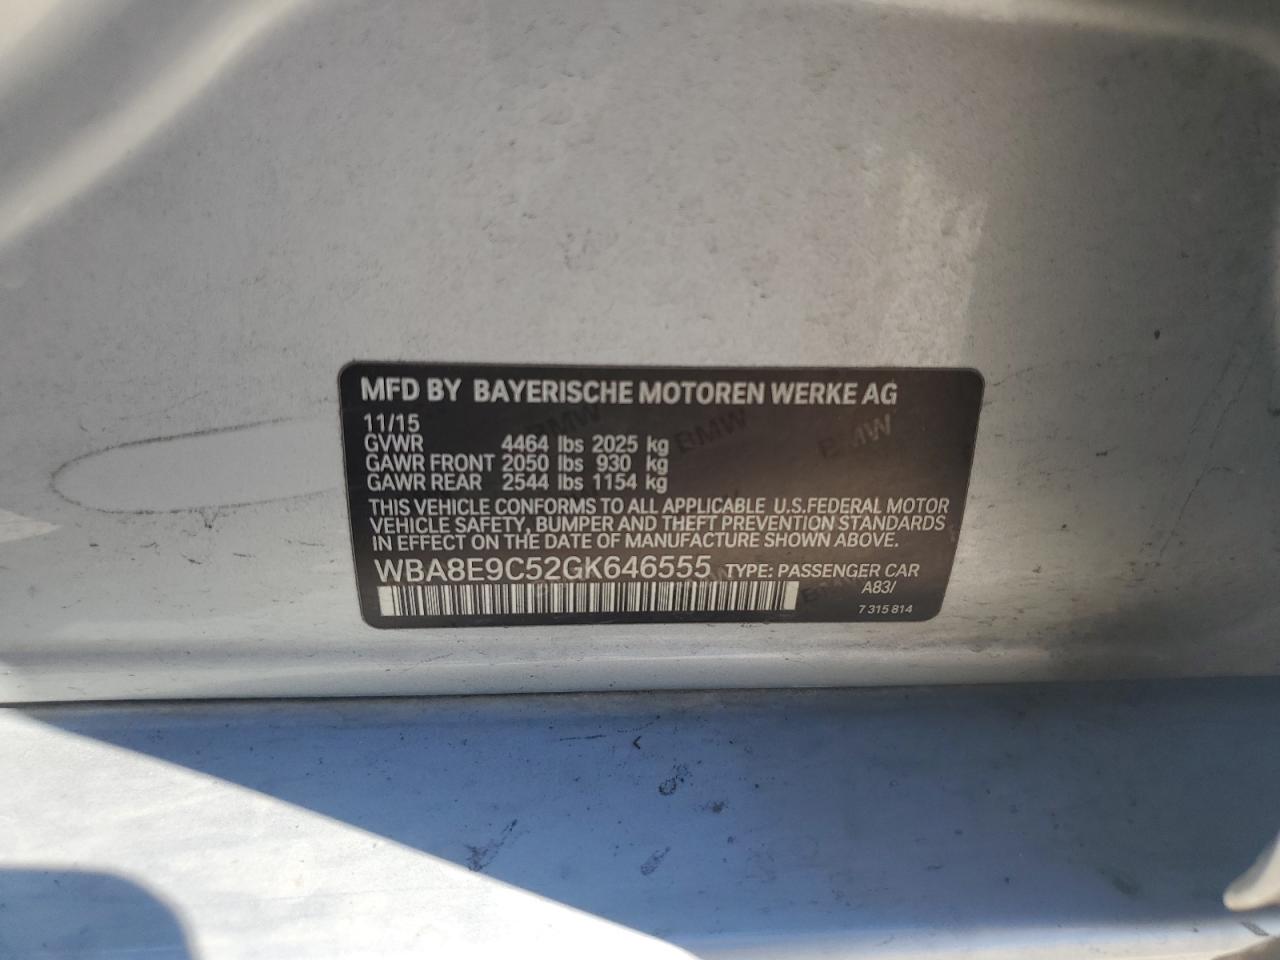 MFD BY BAYERISCHE MOTOREN WERKE AG
11/15
GVWR 4464 lbs 2025 kg
GAWR FRONT 2050 lbs 930 kg
GAWR REAR 2544 lbs 1154 kg
THIS VEHICLE CONFORMS TO ALL APPLICABLE U.S.FEDERAL MOTOR
VEHICLE SAFETY, BUMPER AND THEFT PREVENTION STANDARDS
IN EFFECT ON THE DATE OF MANUFACTURE SHOWN ABOVE.
WBA8E9C52GK646555 TYPE: PASSENGER CAR
A83/
7 315 814
BMW BMW BMW